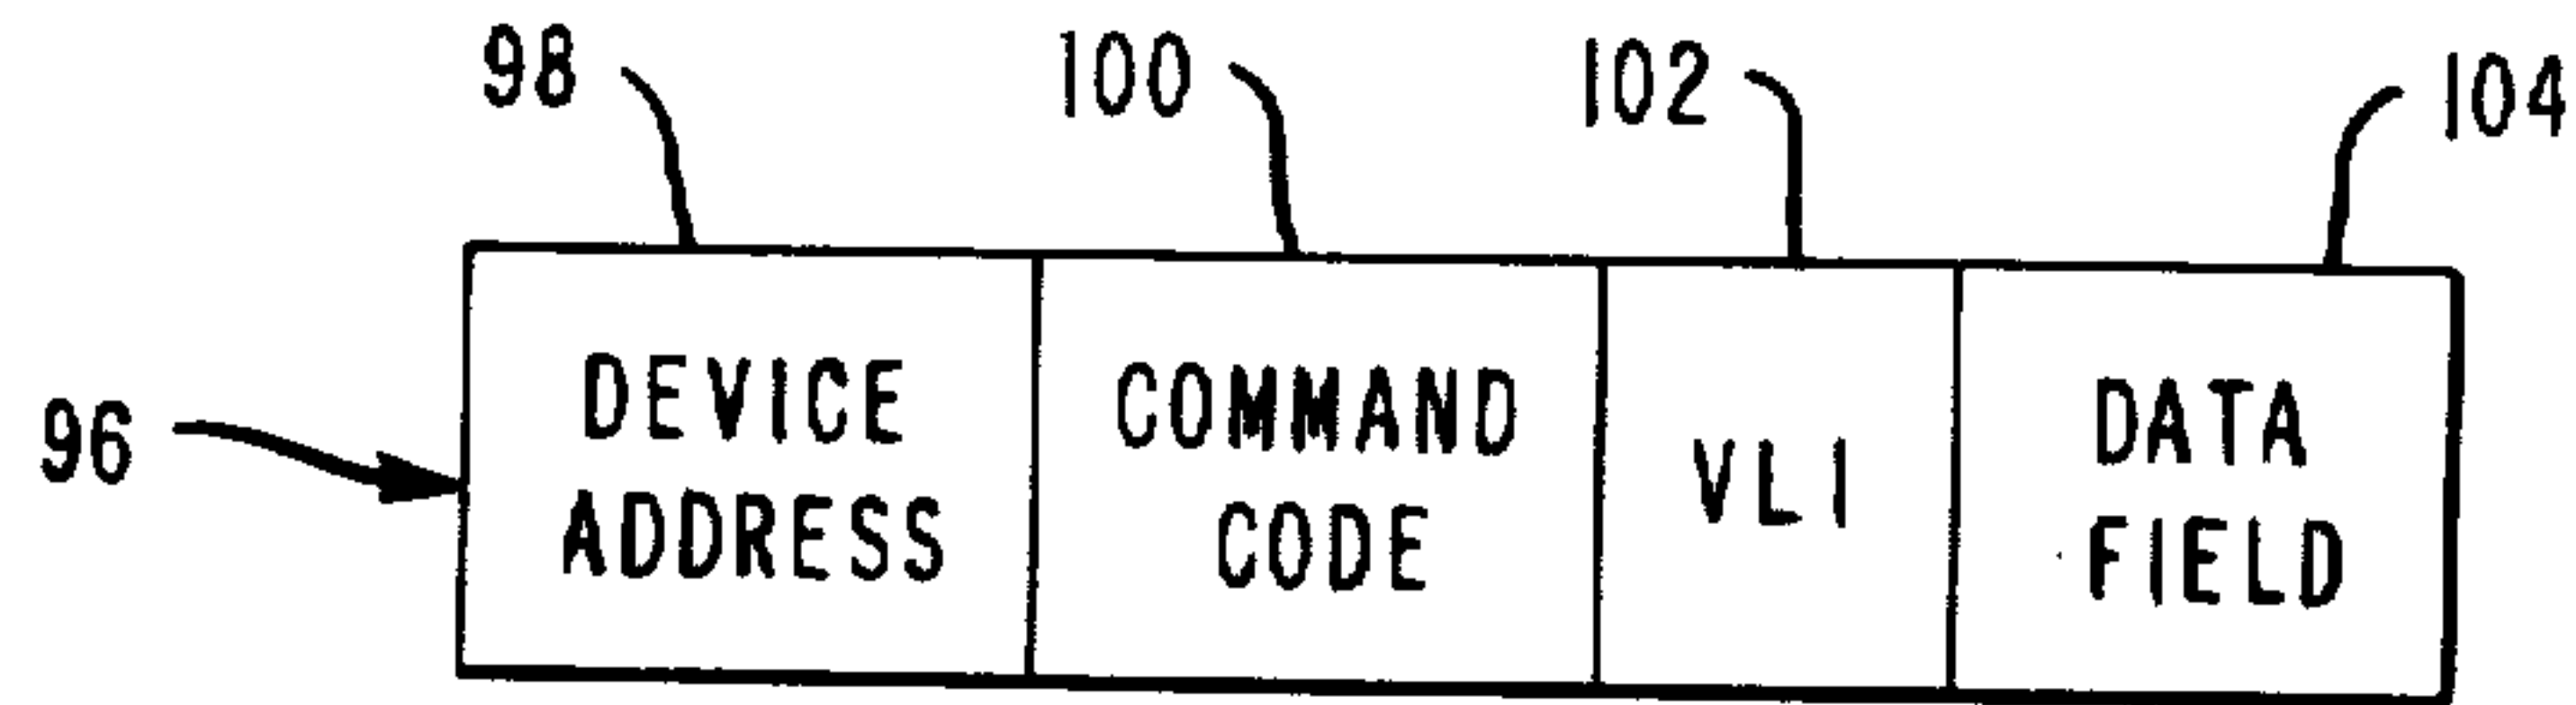 98 100 102 104
96
DEVICE ADDRESS
COMMAND CODE
VLI
DATA FIELD